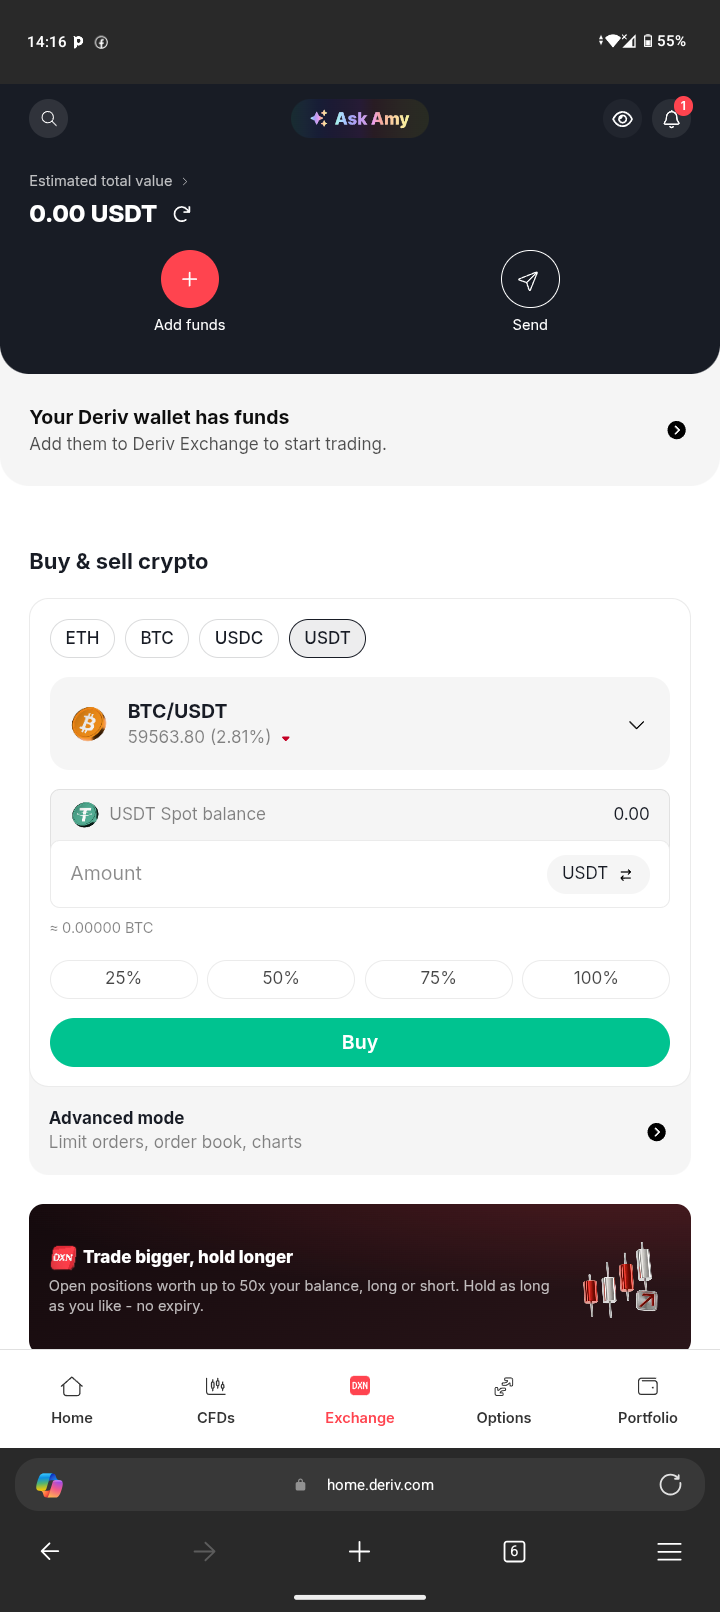 14:16
55%
Ask Amy
1
Estimated total value
0.00 USDT
Add funds
Send
Your Deriv wallet has funds
Add them to Deriv Exchange to start trading.
Buy & sell crypto
ETH
BTC
USDC
USDT
BTC/USDT
59563.80 (2.81%)
USDT Spot balance
0.00
Amount
USDT
≈ 0.00000 BTC
25%
50%
75%
100%
Buy
Advanced mode
Limit orders, order book, charts
DXN
Trade bigger, hold longer
Open positions worth up to 50x your balance, long or short. Hold as long
as you like - no expiry.
DXN
Home
CFDs
Exchange
Options
Portfolio
home.deriv.com
6